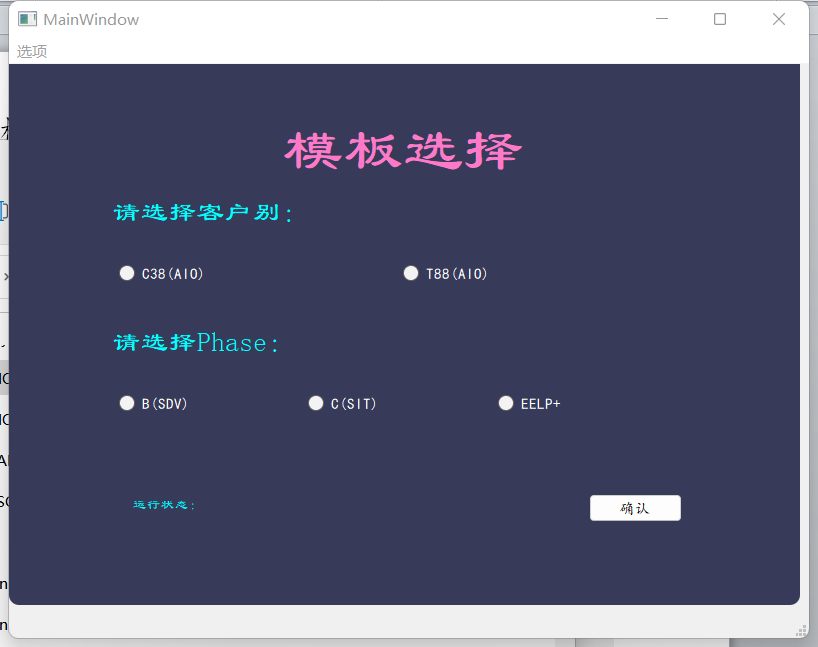 MainWindow
选项
模板选择
请选择客户别：
C38(AIO) T88(AIO)
请选择Phase：
B(SDV) C(SIT) EELP+
运行状态： 确认